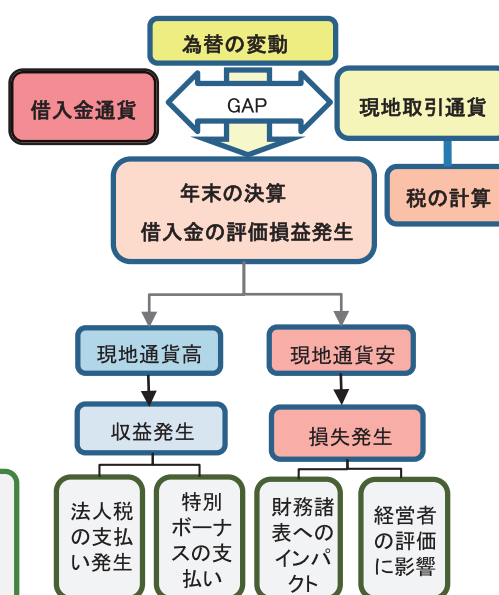 為替の変動
借入金通貨
GAP
現地取引通貨
年末の決算
借入金の評価損益発生
税の計算
現地通貨高
現地通貨安
収益発生
損失発生
法人税
の支払
い発生
特別
ボーナ
スの支
払い
財務諸
表への
インパ
クト
経営者
の評価
に影響